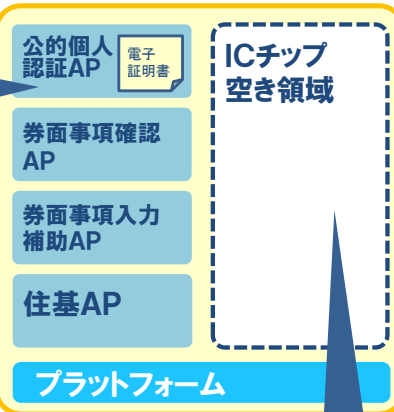 公的個人
認証AP
電子
証明書
券面事項確認
AP
券面事項入力
補助AP
住基AP
ICチップ
空き領域
プラットフォーム